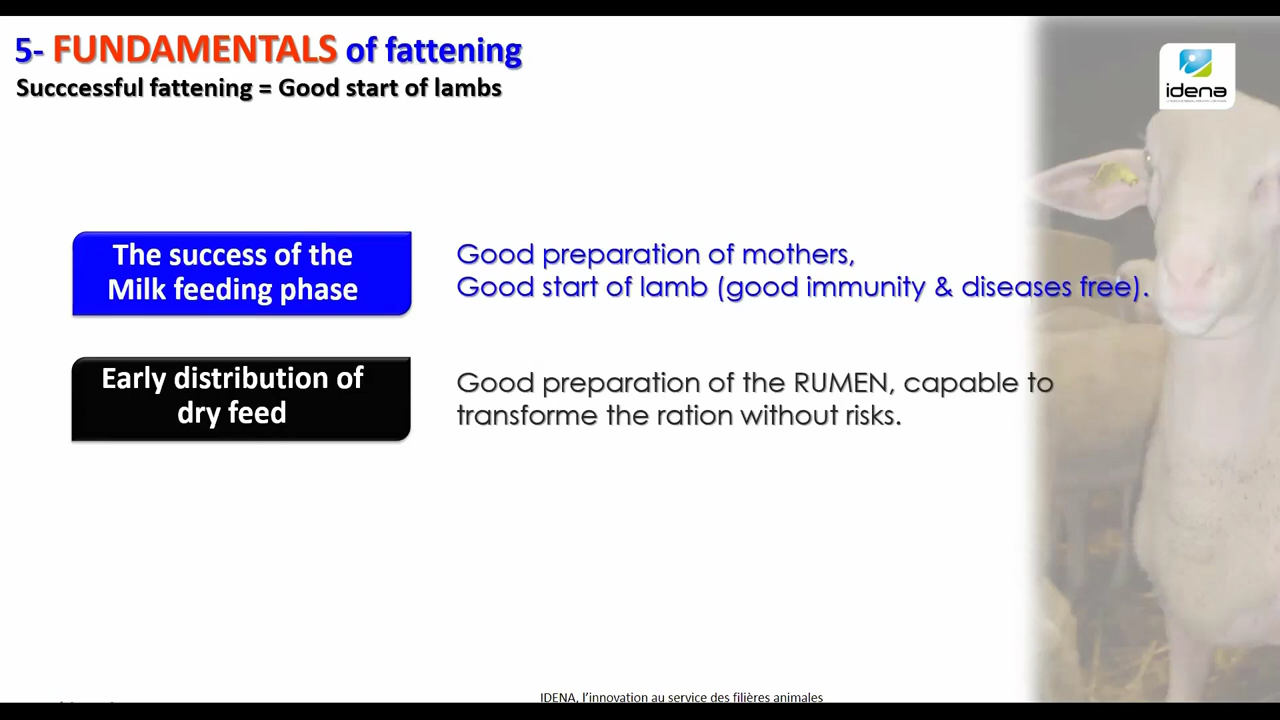 5- FUNDAMENTALS of fattening
Succcessful fattening = Good start of lambs
idena
The success of the
Milk feeding phase
Good preparation of mothers,
Good start of lamb (good immunity & diseases free).
Early distribution of
dry feed
Good preparation of the RUMEN, capable to
transforme the ration without risks.
IDENA, l'innovation au service des filières animales